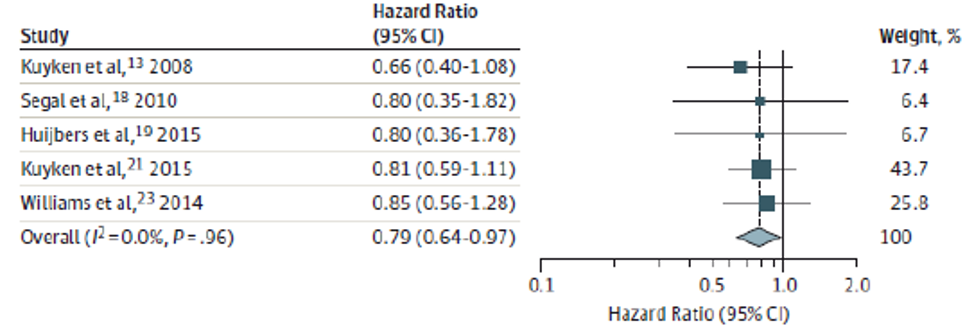 Study Hazard Ratio (95% CI) Weight, %
Kuyken et al,13 2008 0.66 (0.40-1.08) 17.4
Segal et al,18 2010 0.80 (0.35-1.82) 6.4
Huijbers et al,19 2015 0.80 (0.36-1.78) 6.7
Kuyken et al,21 2015 0.81 (0.59-1.11) 43.7
Williams et al,23 2014 0.85 (0.56-1.28) 25.8
Overall (I2=0.0%, P=.96) 0.79 (0.64-0.97) 100
0.1 0.5 1.0 2.0
Hazard Ratio (95% CI)